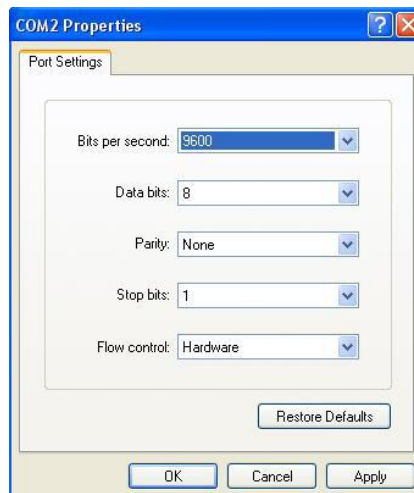 COM2 Properties
Port Settings
Bits per second: 9600
Data bits: 8
Parity: None
Stop bits: 1
Flow control: Hardware
Restore Defaults
OK Cancel Apply